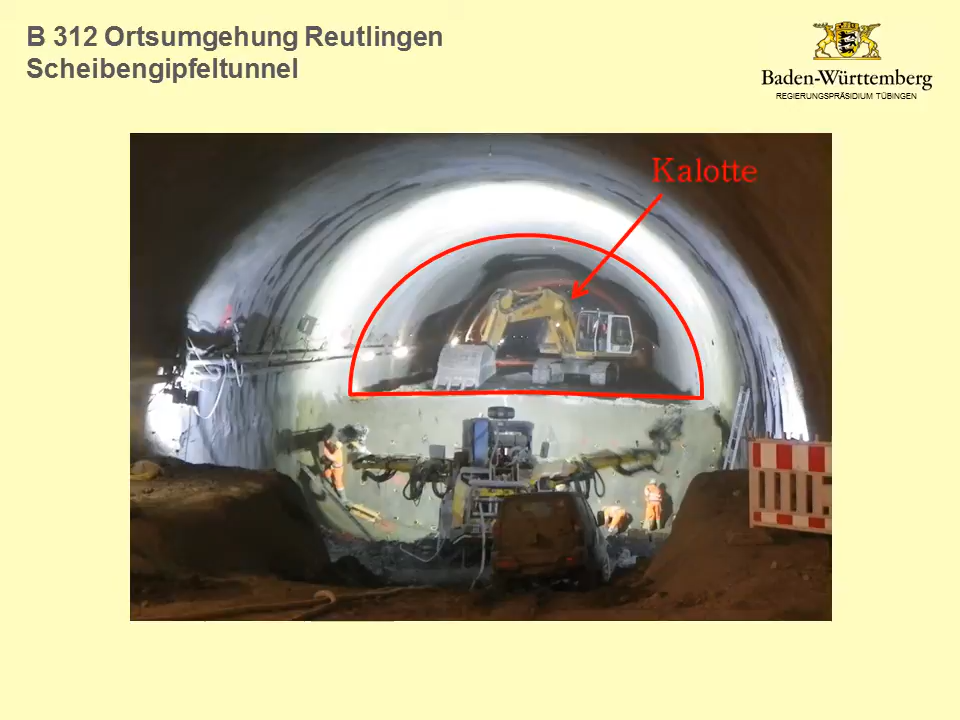 B 312 Ortsumgehung Reutlingen
Scheibengipfeltunnel
Baden-Württemberg
REGIERUNGSPRÄSIDIUM TÜBINGEN
Kalotte